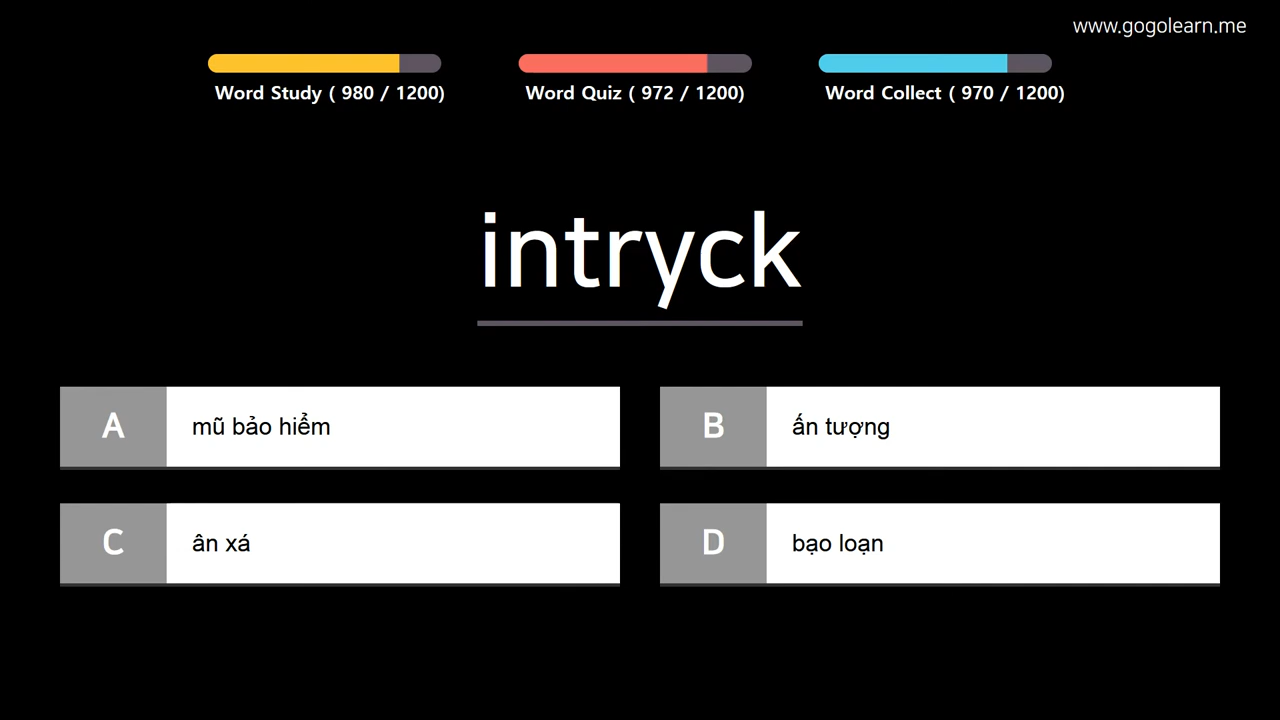 www.gogolearn.me
Word Study ( 980 / 1200)
Word Quiz ( 972 / 1200)
Word Collect ( 970 / 1200)
intryck
A mũ bảo hiểm
B ấn tượng
C ân xá
D bạo loạn